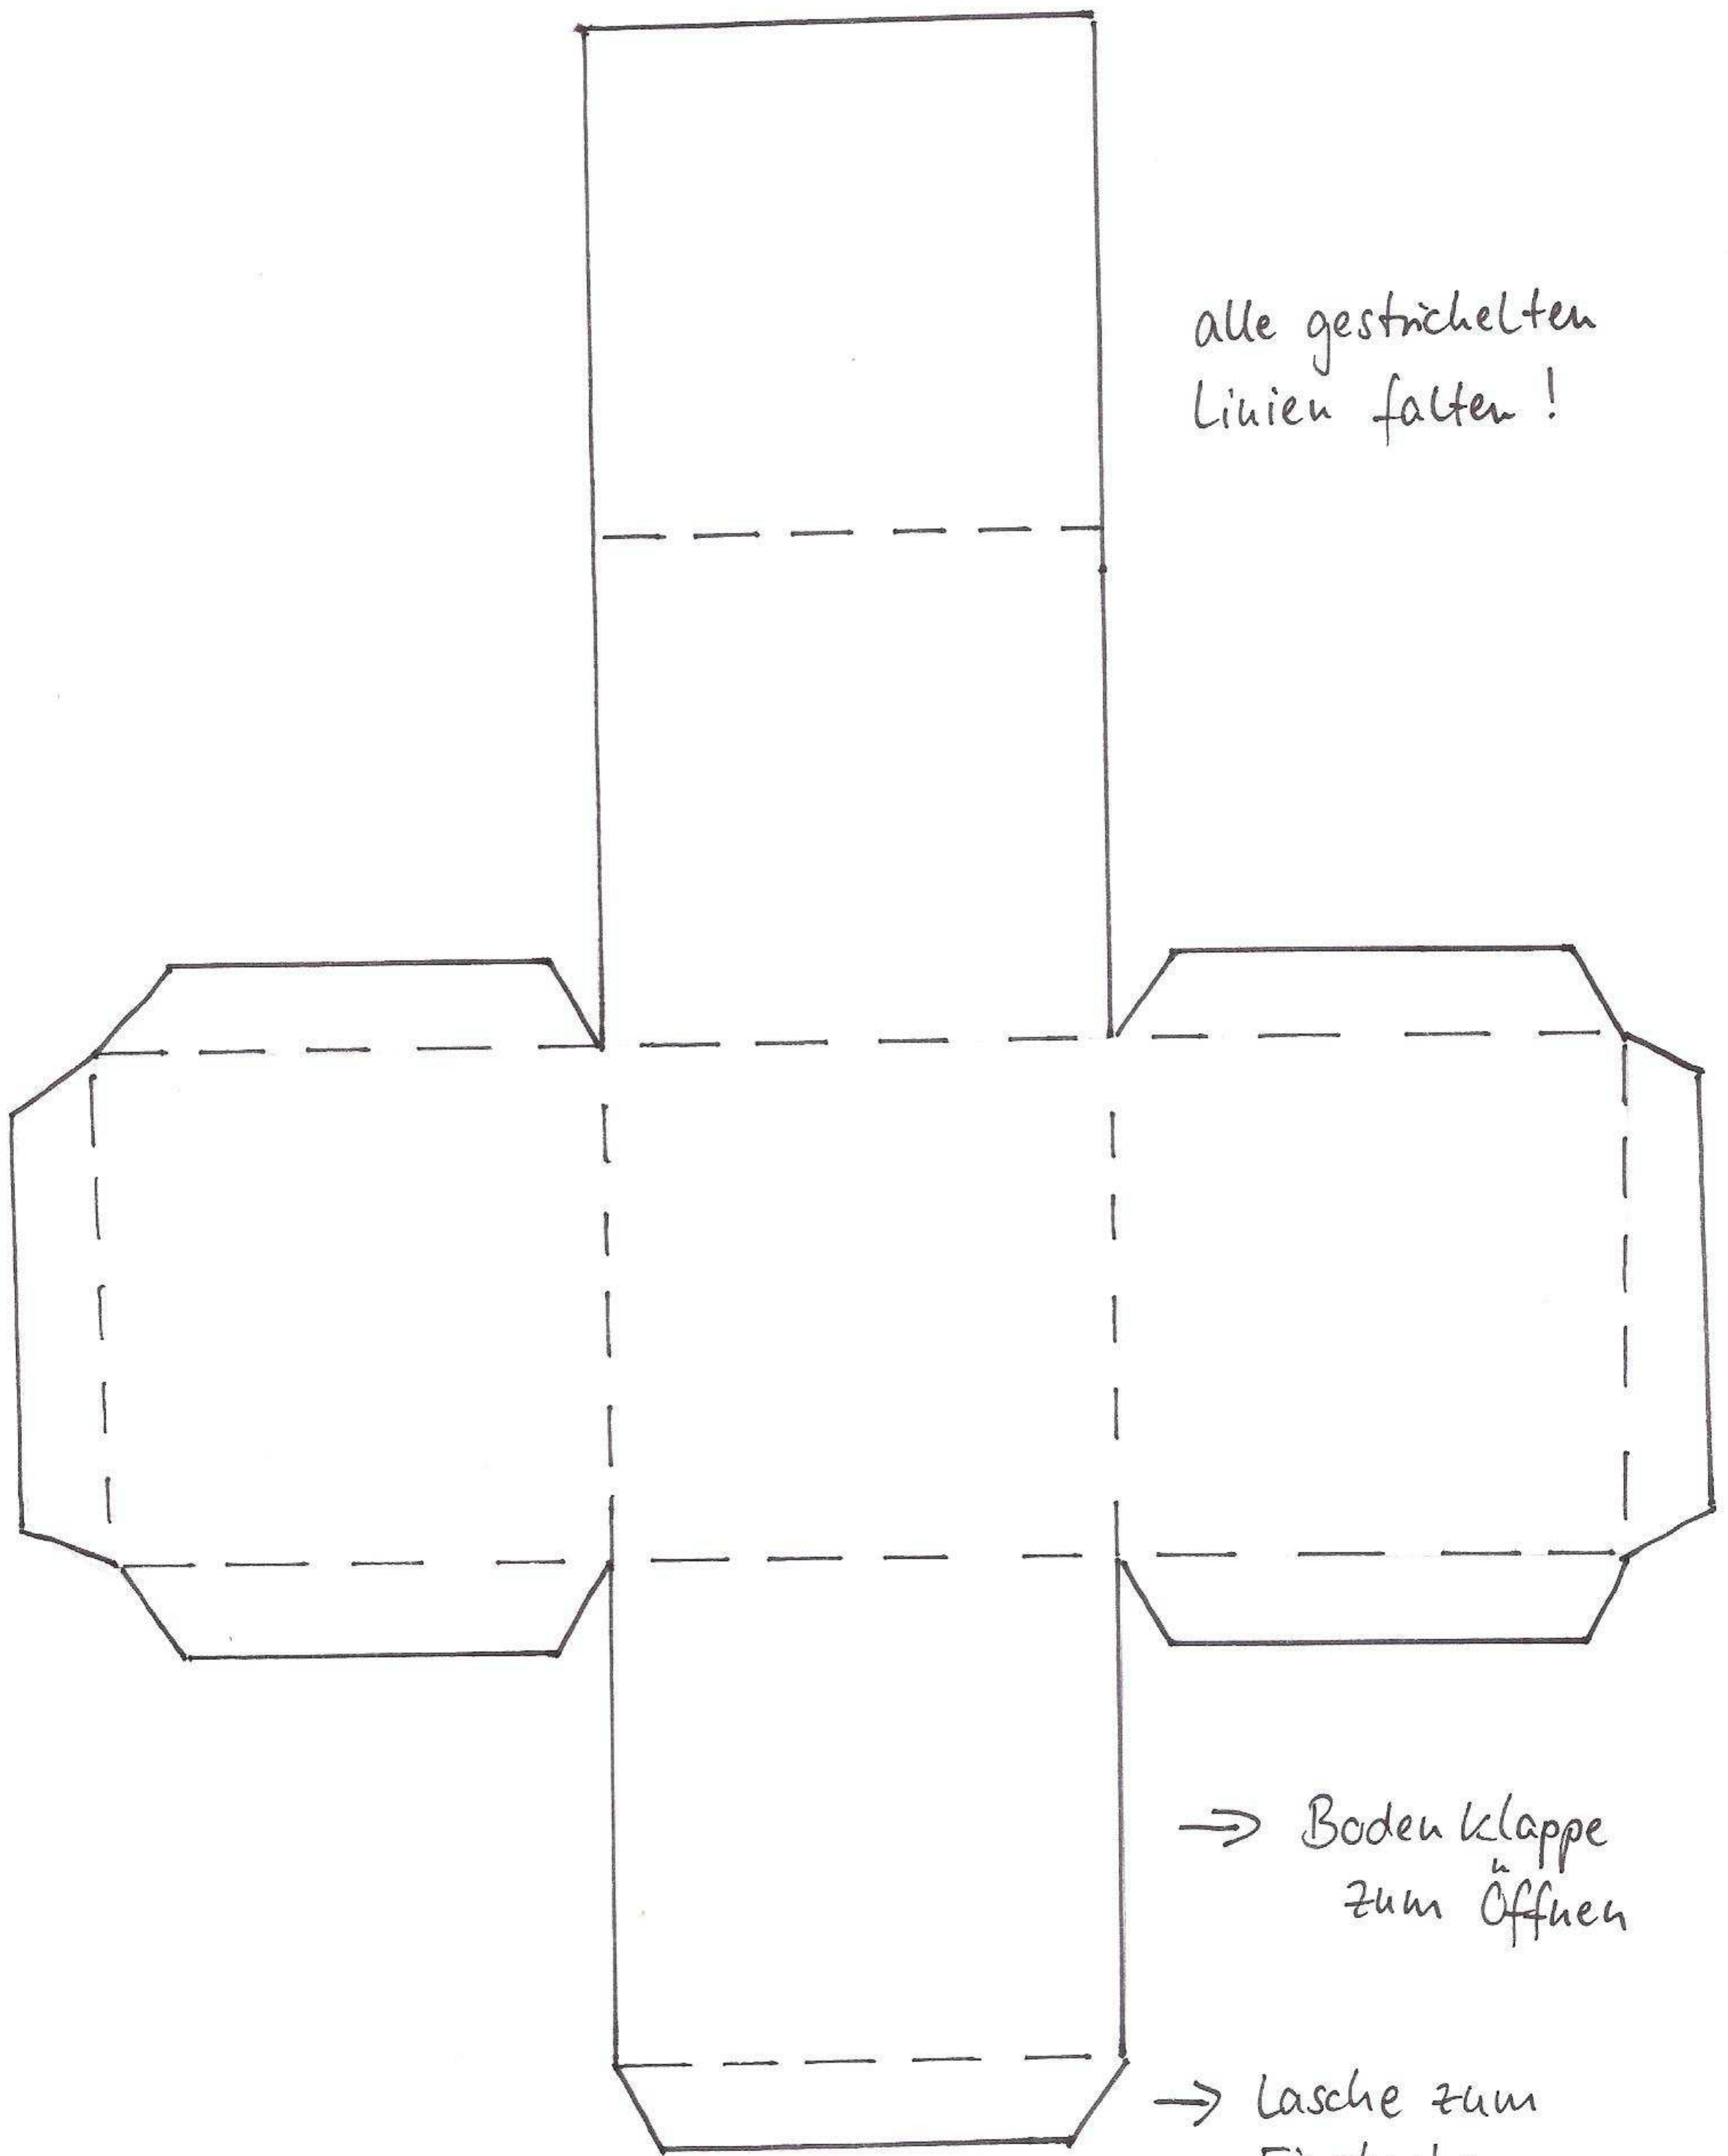 alle gestrichelten
Linien falten!
→ Bodenklappe
zum Öffnen
→ Lasche zum